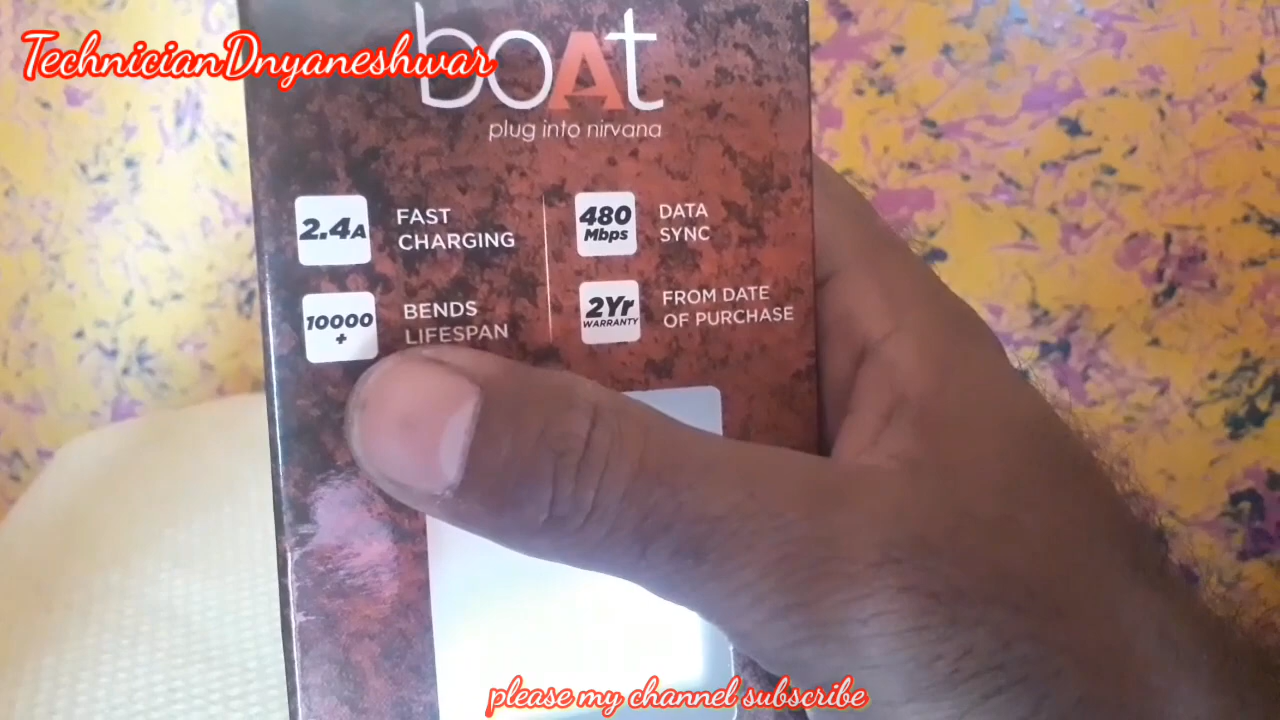 TechnicianDnyaneshwar
boAt
plug into nirvana
2.4A
FAST
CHARGING
10000
+
BENDS
LIFESPAN
480
Mbps
DATA
SYNC
2Yr
WARRANTY
FROM DATE
OF PURCHASE
please my channel subscribe